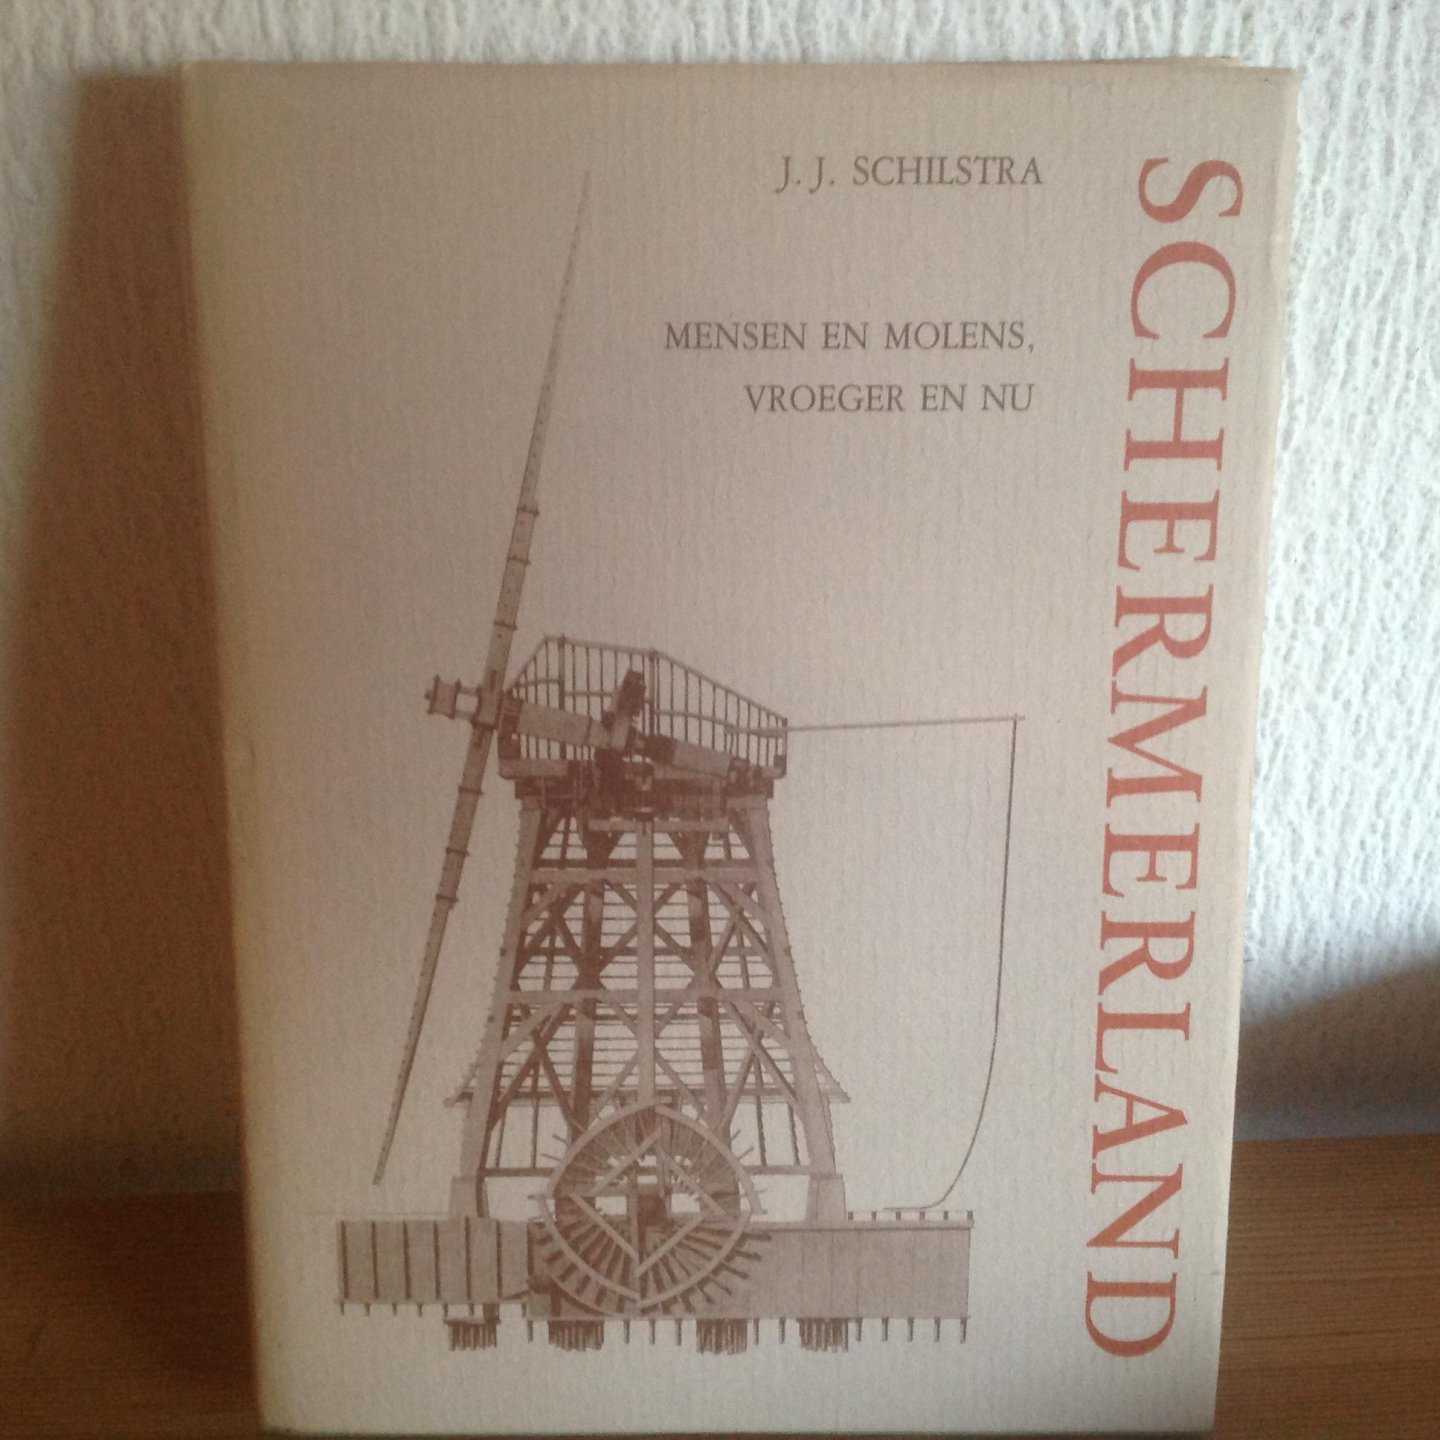 J. J. SCHILSTRA
MENSEN EN MOLENS,
VROEGER EN NU
SCHERMERLAND